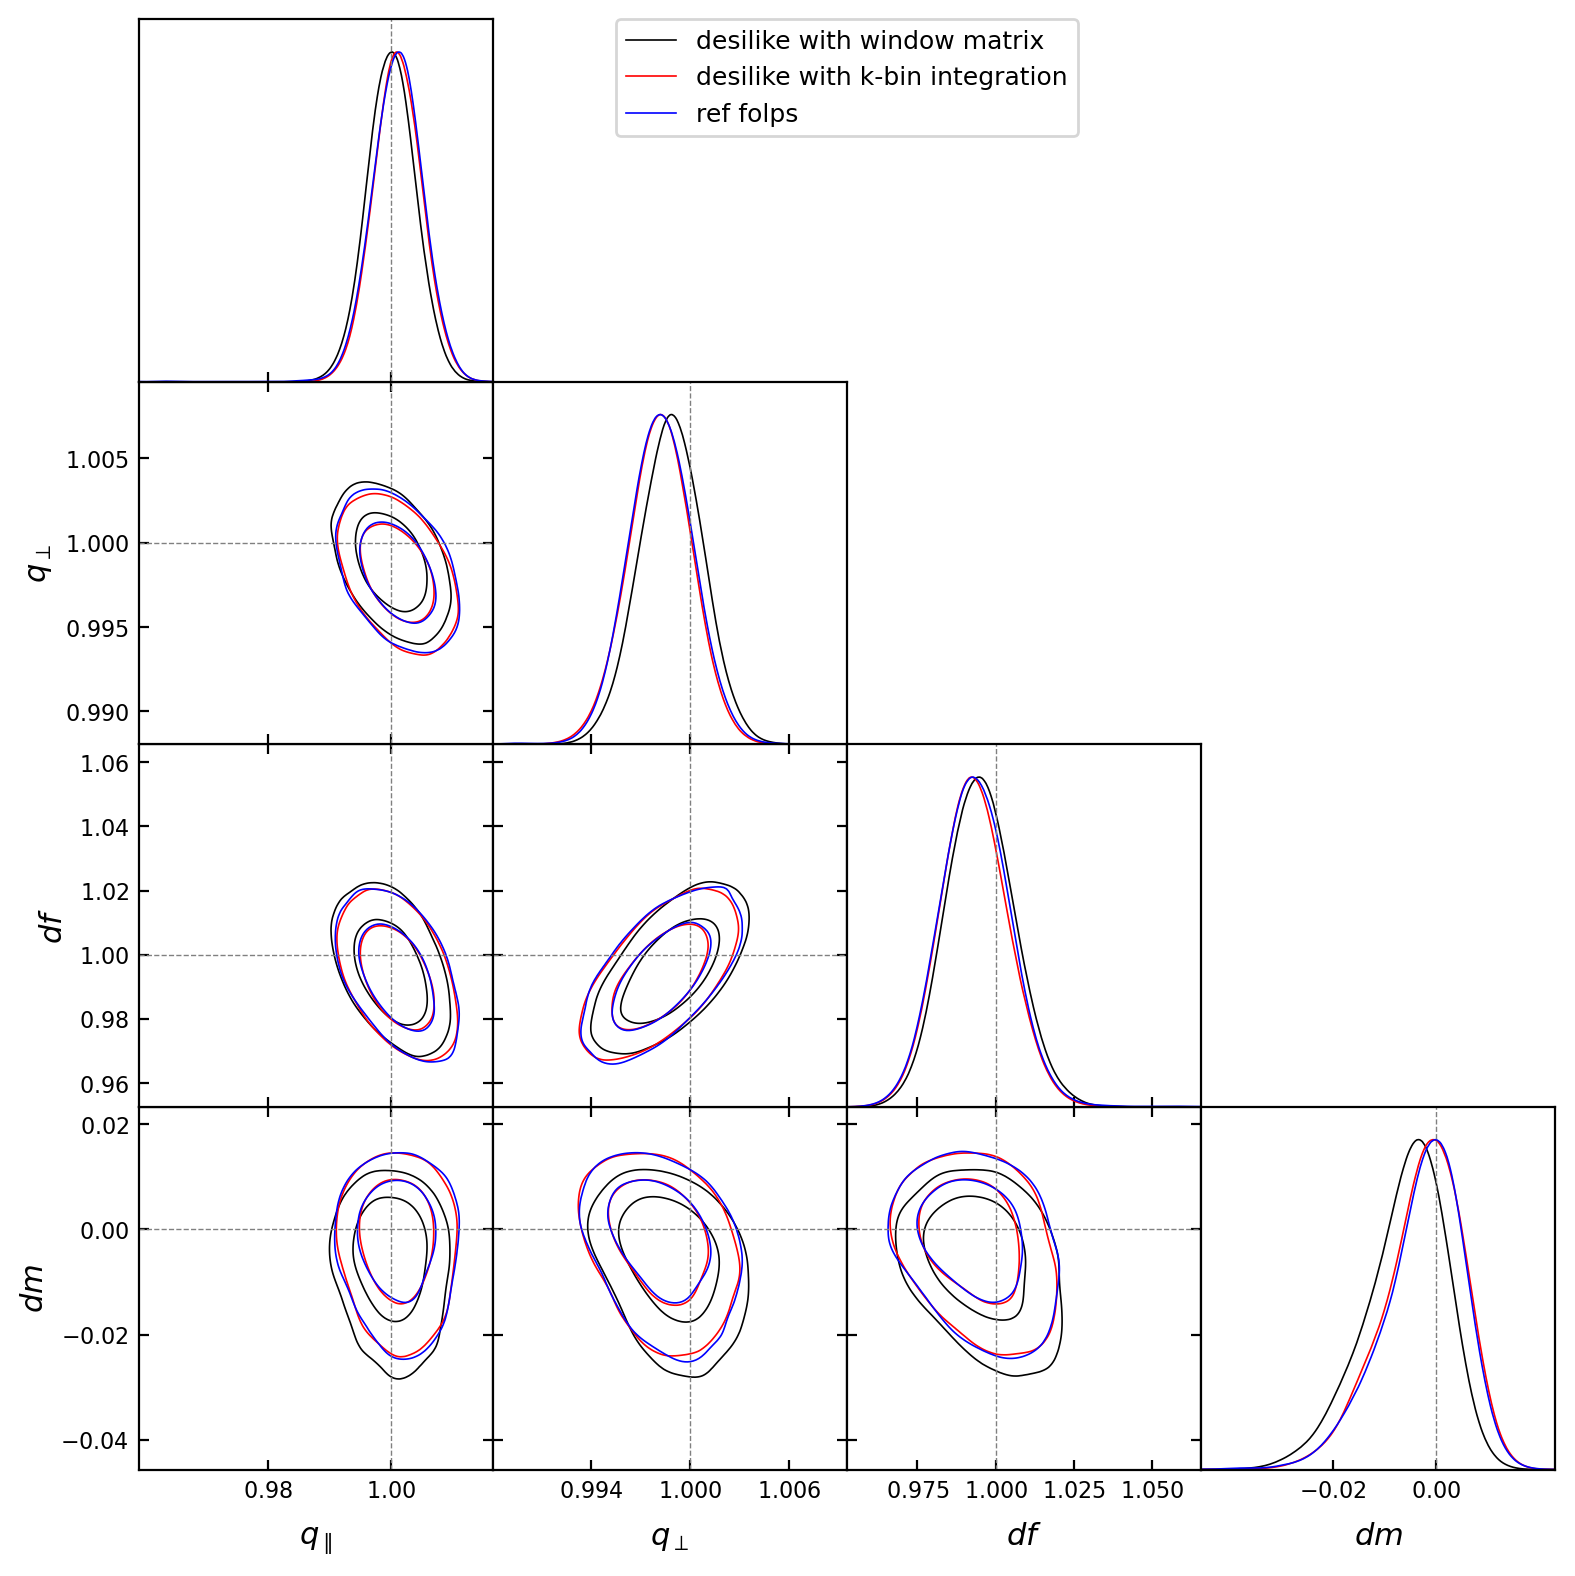 desilike with window matrix
desilike with k-bin integration
ref folps
1.005
1.000
0.995
0.990
q⊥
1.06
1.04
1.02
1.00
0.98
0.96
df
0.02
0.00
−0.02
−0.04
dm
0.98 1.00
0.994 1.000 1.006
0.975 1.000 1.025 1.050
−0.02 0.00
q∥ q⊥ df dm